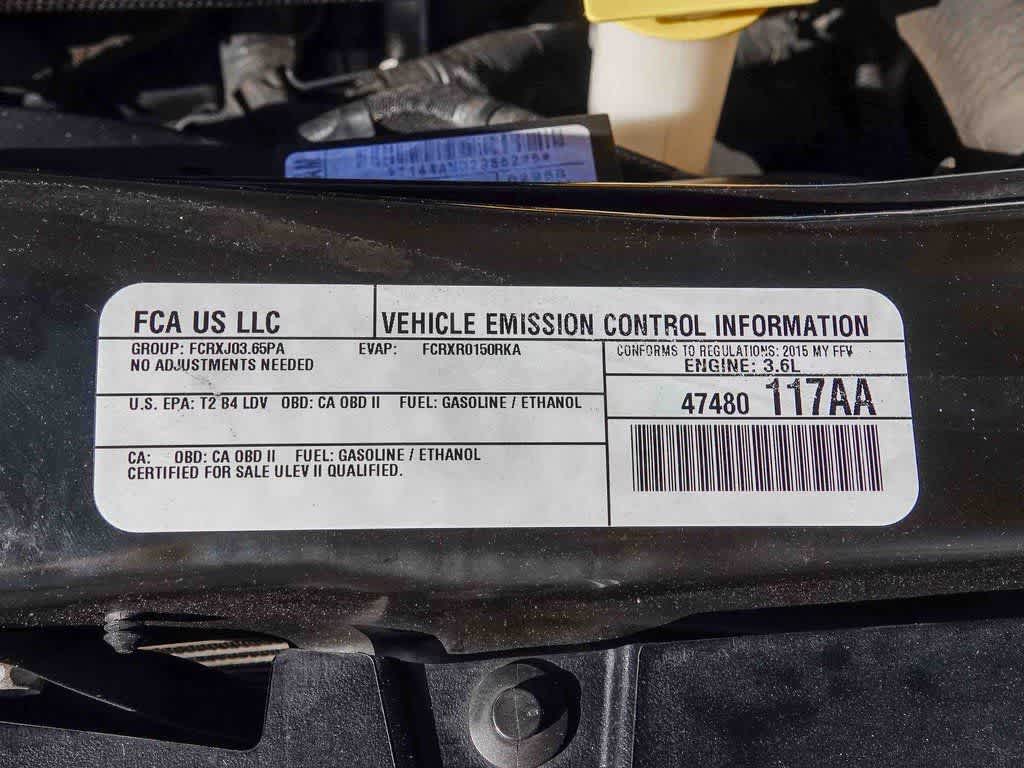 FCA US LLC
VEHICLE EMISSION CONTROL INFORMATION
GROUP: FCRXJ03.65PA EVAP: FCRXR0150RKA
NO ADJUSTMENTS NEEDED
CONFORMS TO REGULATIONS: 2015 MY FFV
ENGINE: 3.6L
U.S. EPA: T2 B4 LDV OBD: CA OBD II FUEL: GASOLINE / ETHANOL
47480 117AA
CA: OBD: CA OBD II FUEL: GASOLINE / ETHANOL
CERTIFIED FOR SALE ULEV II QUALIFIED.